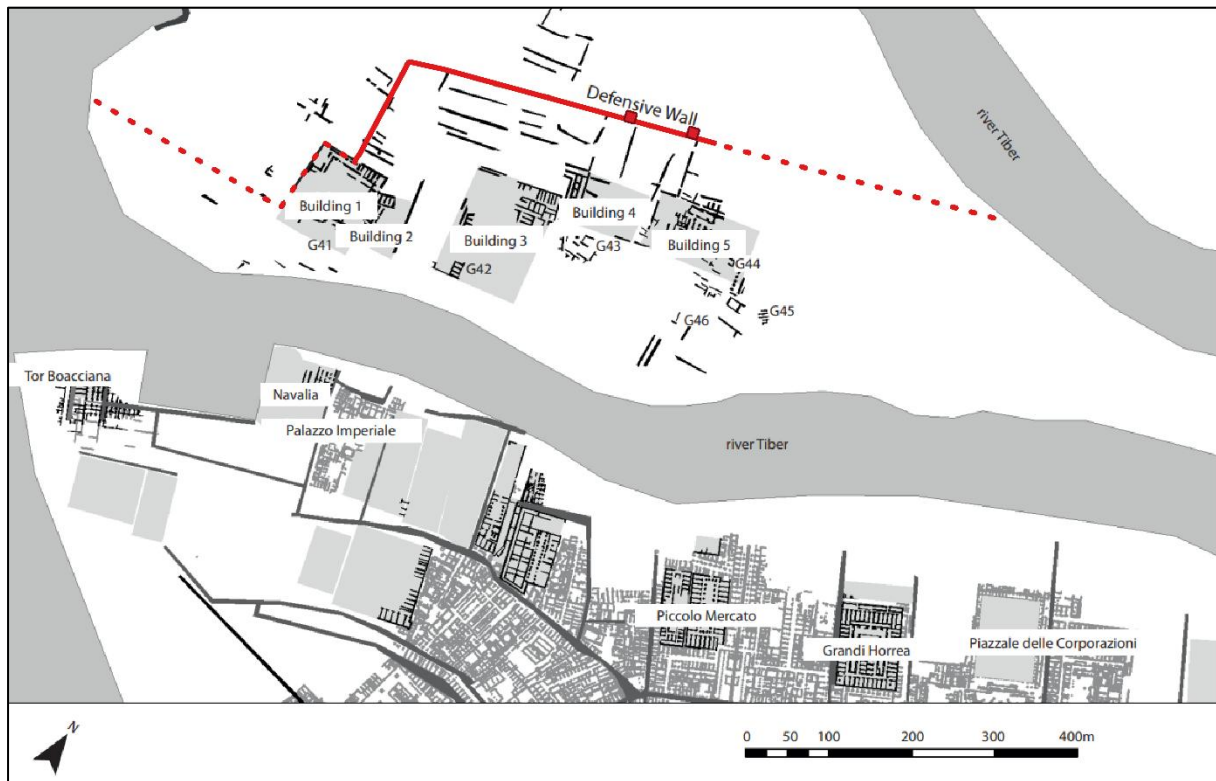 Defensive Wall
river Tiber
Building 1
Building 2
G41
Building 3
G42
Building 4
G43
Building 5
G44
G45
G46
Tor Boacciana
Navalia
Palazzo Imperiale
river Tiber
Piccolo Mercato
Grandi Horrea
Piazzale delle Corporazioni
N
0 50 100 200 300 400m